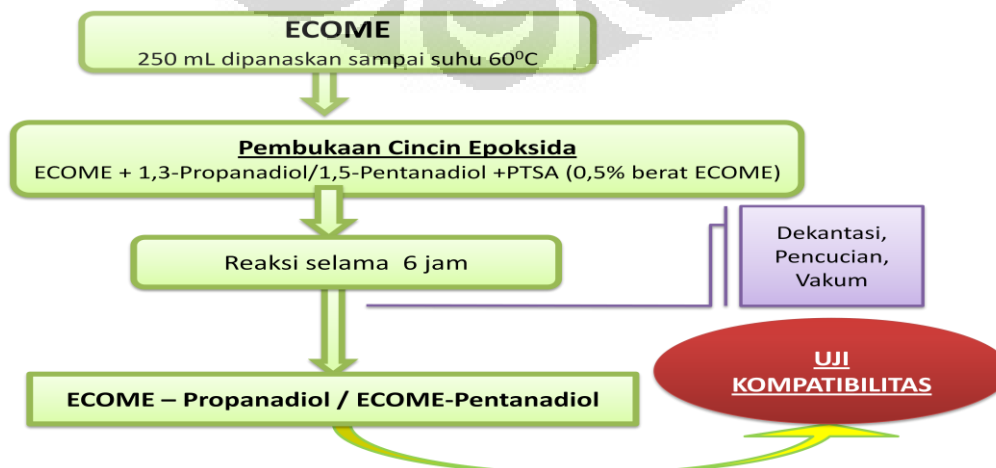 ECOME
250 mL dipanaskan sampai suhu 60⁰C
Pembukaan Cincin Epoksida
ECOME + 1,3-Propanadiol/1,5-Pentanadiol +PTSA (0,5% berat ECOME)
Reaksi selama 6 jam
Dekantasi,
Pencucian,
Vakum
UJI
KOMPATIBILITAS
ECOME – Propanadiol / ECOME-Pentanadiol